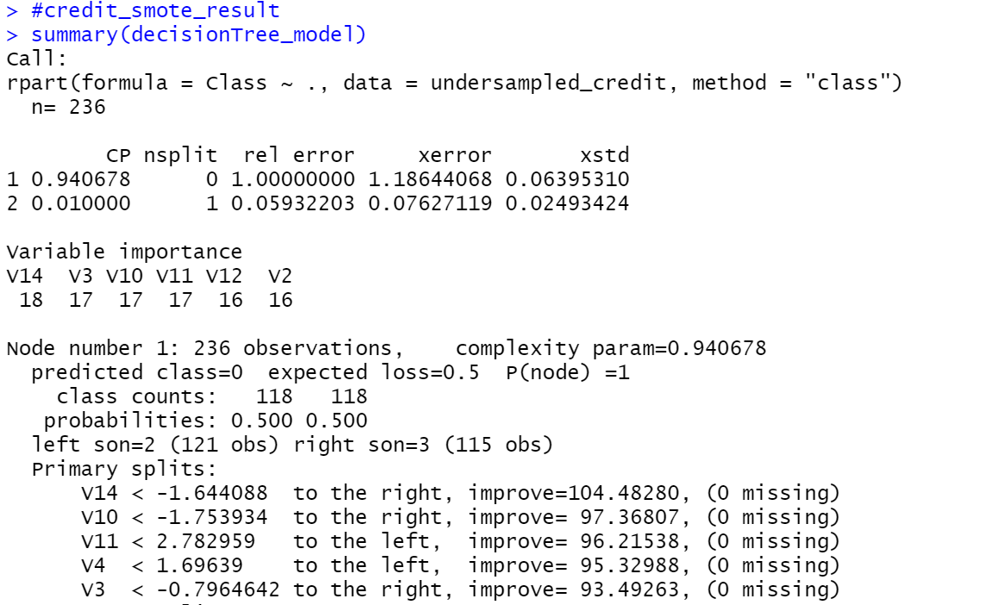 > #credit_smote_result
> summary(decisionTree_model)
Call:
rpart(formula = Class ~ ., data = undersampled_credit, method = "class")
  n= 236

        CP nsplit  rel error     xerror       xstd
1 0.940678      0 1.00000000 1.18644068 0.06395310
2 0.010000      1 0.05932203 0.07627119 0.02493424

Variable importance
V14  V3 V10 V11 V12  V2
 18  17  17  17  16  16

Node number 1: 236 observations,    complexity param=0.940678
  predicted class=0  expected loss=0.5  P(node) =1
    class counts:   118   118
   probabilities: 0.500 0.500
  left son=2 (121 obs) right son=3 (115 obs)
  Primary splits:
      V14 < -1.644088  to the right, improve=104.48280, (0 missing)
      V10 < -1.753934  to the right, improve= 97.36807, (0 missing)
      V11 < 2.782959   to the left,  improve= 96.21538, (0 missing)
      V4  < 1.69639    to the left,  improve= 95.32988, (0 missing)
      V3  < -0.7964642 to the right, improve= 93.49263, (0 missing)